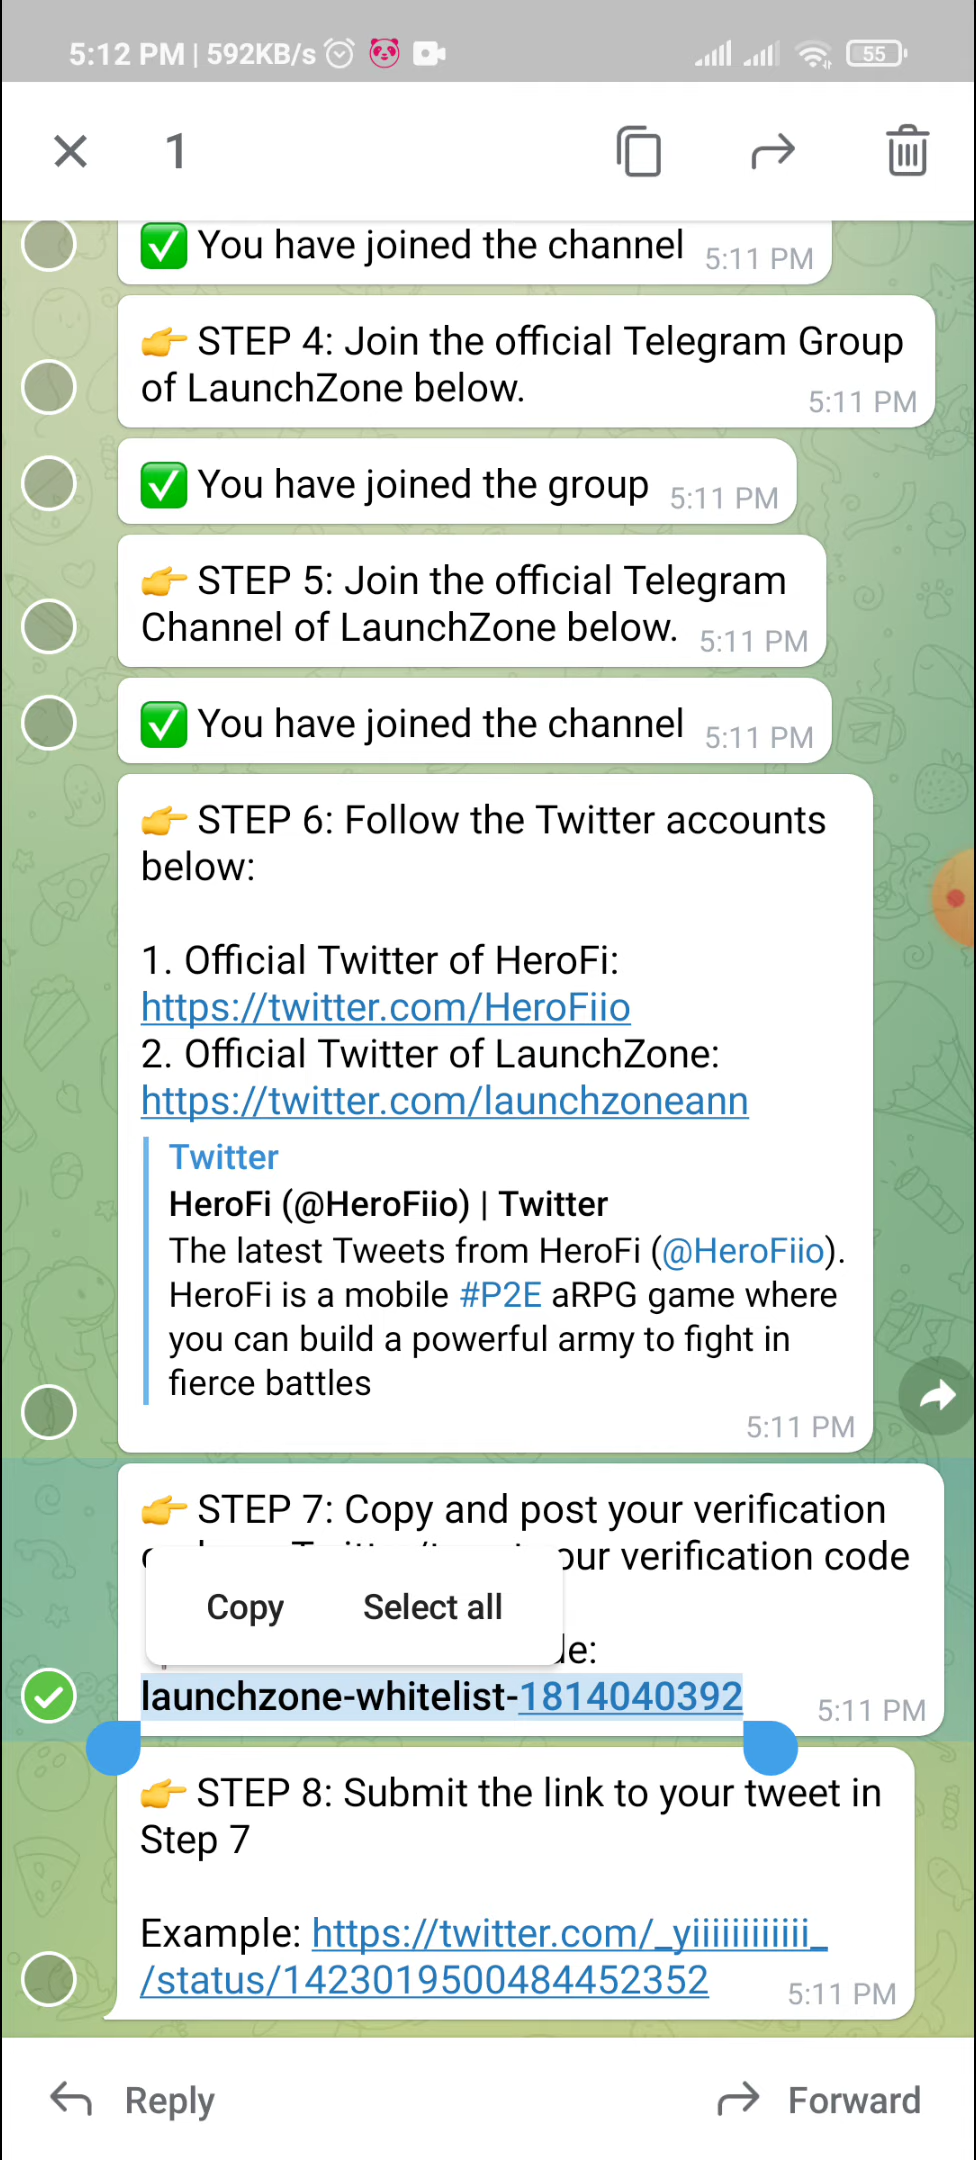 5:12 PM | 592KB/s
55
1
✅ You have joined the channel 5:11 PM
👉 STEP 4: Join the official Telegram Group
of LaunchZone below. 5:11 PM
✅ You have joined the group 5:11 PM
👉 STEP 5: Join the official Telegram
Channel of LaunchZone below. 5:11 PM
✅ You have joined the channel 5:11 PM
👉 STEP 6: Follow the Twitter accounts
below:
1. Official Twitter of HeroFi:
https://twitter.com/HeroFiio
2. Official Twitter of LaunchZone:
https://twitter.com/launchzoneann
Twitter
HeroFi (@HeroFiio) | Twitter
The latest Tweets from HeroFi (@HeroFiio).
HeroFi is a mobile #P2E aRPG game where
you can build a powerful army to fight in
fierce battles
5:11 PM
👉 STEP 7: Copy and post your verification
our verification code
Copy Select all
de:
launchzone-whitelist-1814040392 5:11 PM
👉 STEP 8: Submit the link to your tweet in
Step 7
Example: https://twitter.com/_yiiiiiiiiiiii_
/status/1423019500484452352 5:11 PM
Reply Forward